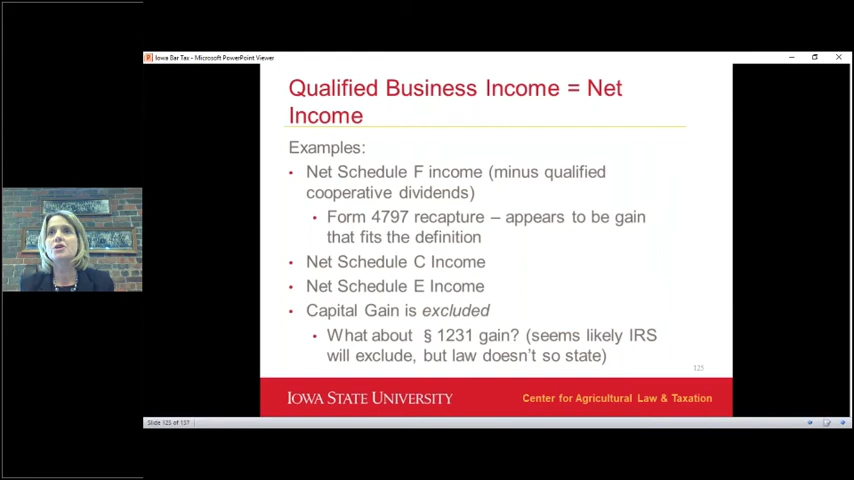 Iowa Bar Tax - Microsoft PowerPoint Viewer
Qualified Business Income = Net
Income
Examples:
• Net Schedule F income (minus qualified
cooperative dividends)
• Form 4797 recapture – appears to be gain
that fits the definition
• Net Schedule C Income
• Net Schedule E Income
• Capital Gain is excluded
• What about § 1231 gain? (seems likely IRS
will exclude, but law doesn't so state)
125
IOWA STATE UNIVERSITY
Center for Agricultural Law & Taxation
Slide 125 of 157